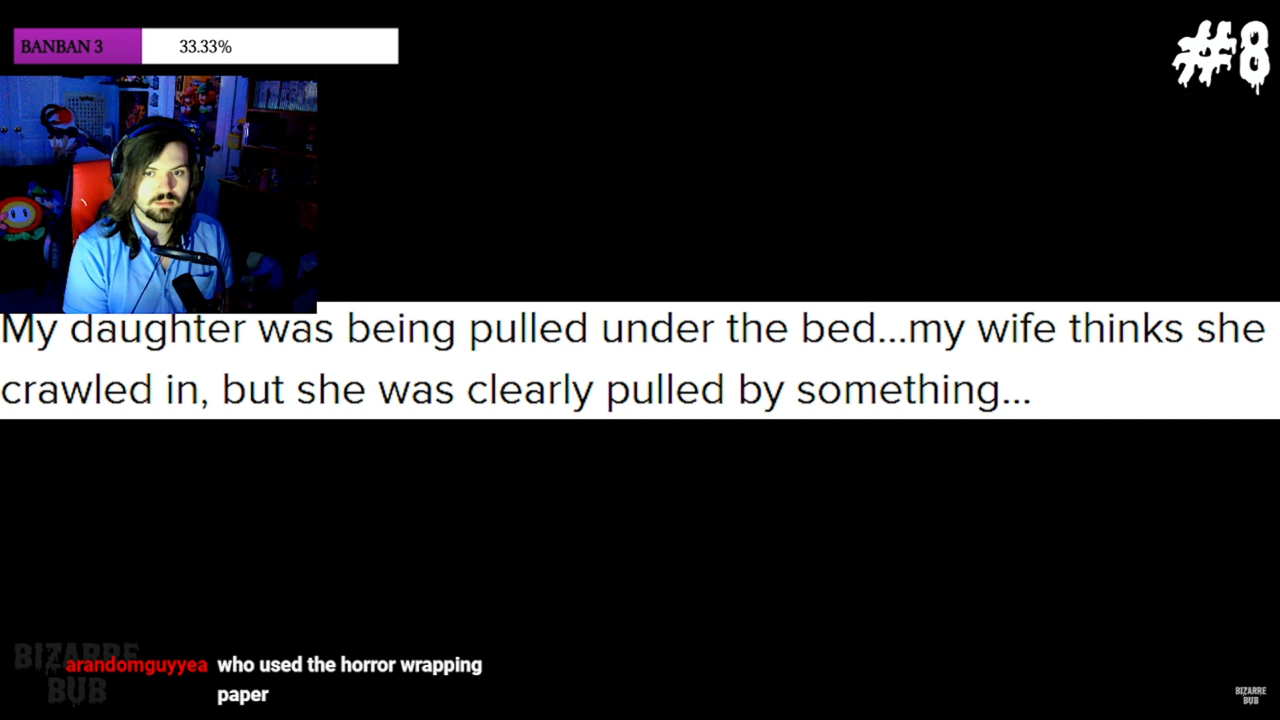 BANBAN 3 33.33%
#8
My daughter was being pulled under the bed...my wife thinks she
crawled in, but she was clearly pulled by something...
BIZARRE
BUB
arandomguyyea who used the horror wrapping
paper
BIZARRE
BUB